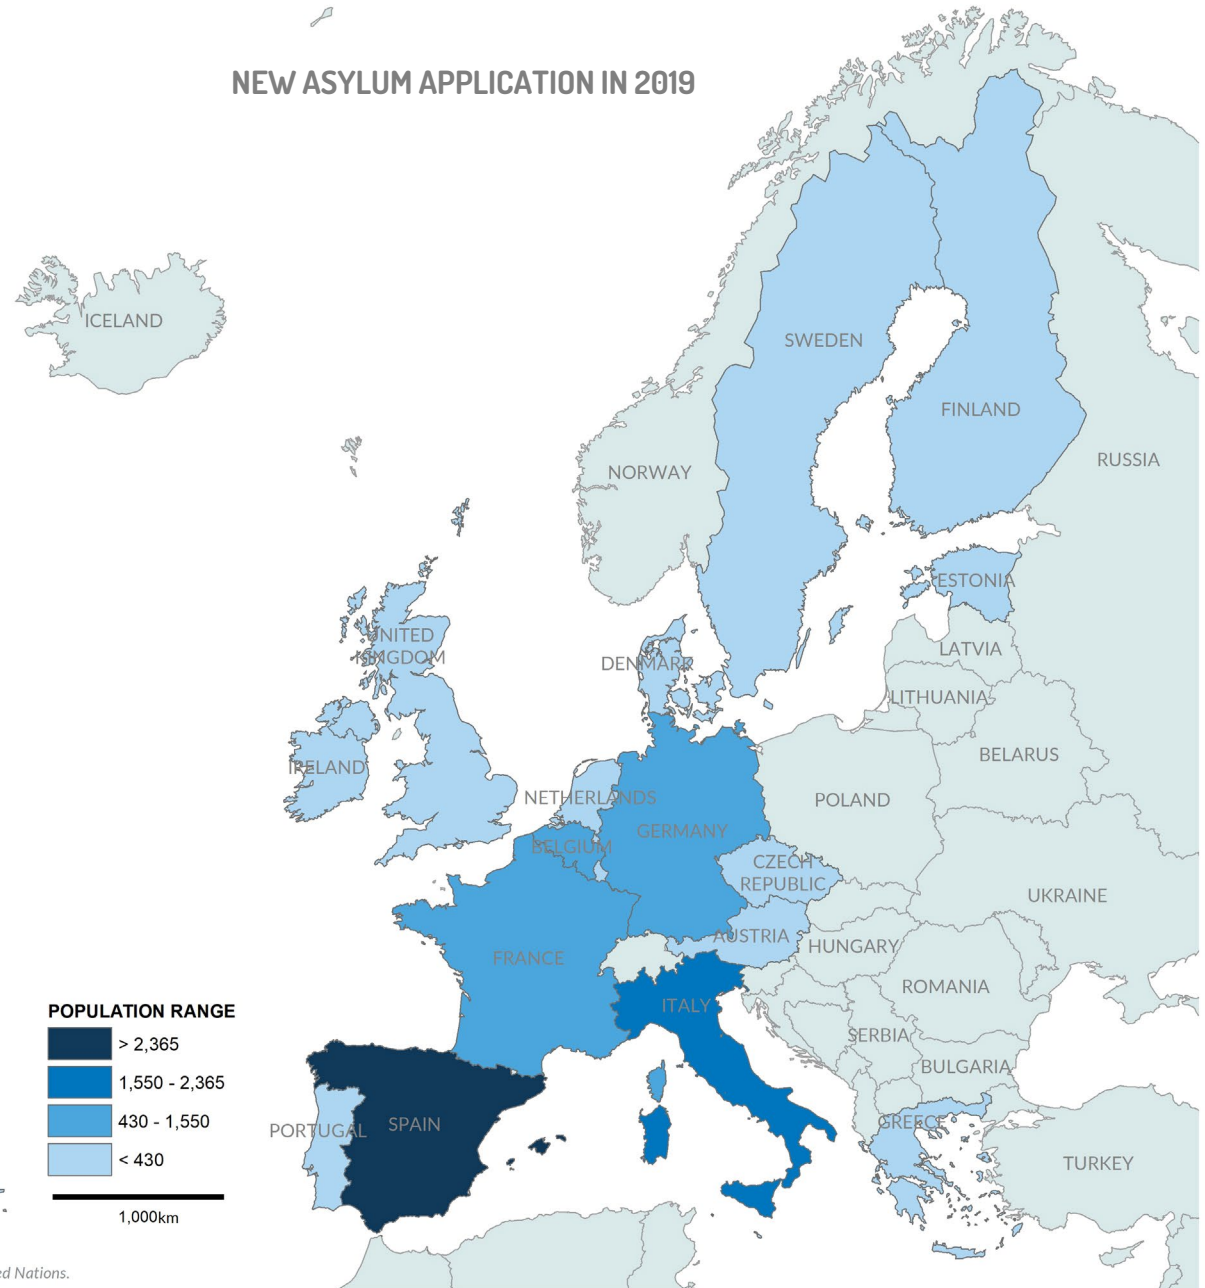 NEW ASYLUM APPLICATION IN 2019
ICELAND
SWEDEN
FINLAND
NORWAY
RUSSIA
ESTONIA
UNITED
KINGDOM
DENMARK
LATVIA
LITHUANIA
IRELAND
BELARUS
NETHERLANDS
POLAND
GERMANY
BELGIUM
CZECH
REPUBLIC
UKRAINE
AUSTRIA
HUNGARY
FRANCE
ROMANIA
ITALY
SERBIA
BULGARIA
PORTUGAL
SPAIN
GREECE
TURKEY
POPULATION RANGE
> 2,365
1,550 - 2,365
430 - 1,550
< 430
1,000km
ed Nations.